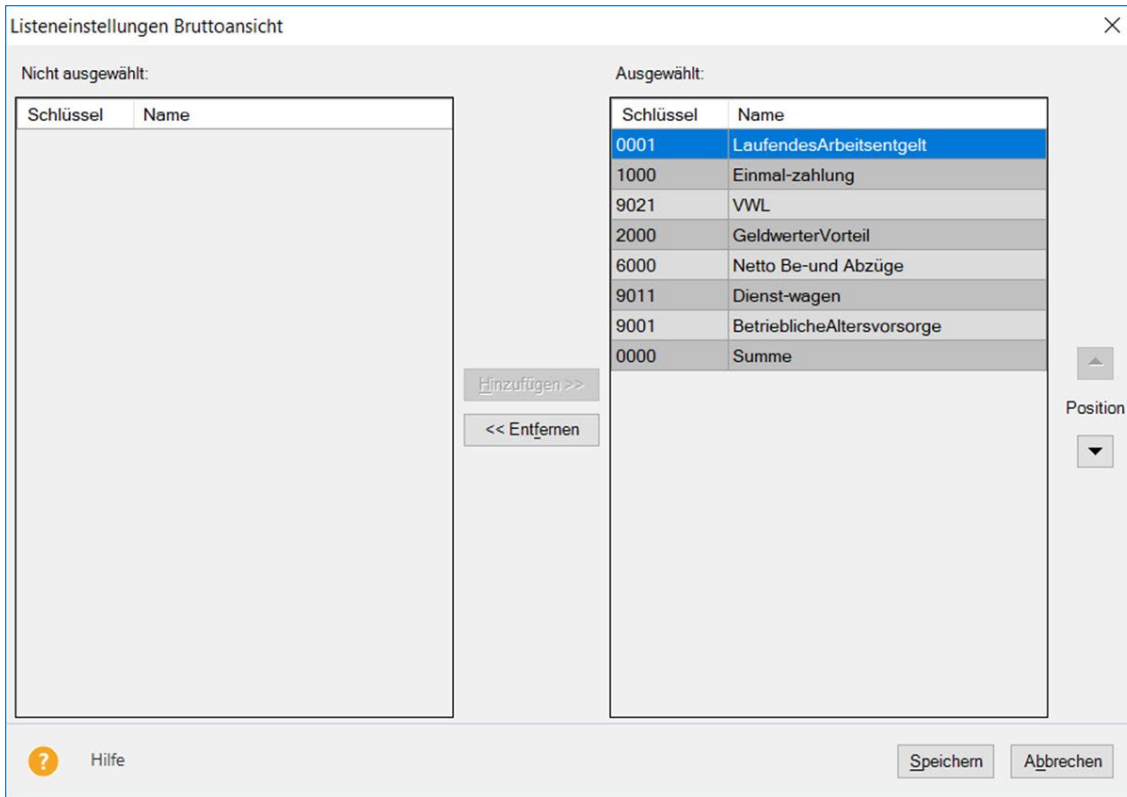 Listeneinstellungen Bruttoansicht
Nicht ausgewählt:
Schlüssel Name
Hinzufügen >>
<< Entfernen
Ausgewählt:
Schlüssel Name
0001 LaufendesArbeitsentgelt
1000 Einmal-zahlung
9021 VWL
2000 GeldwerterVorteil
6000 Netto Be-und Abzüge
9011 Dienst-wagen
9001 BetrieblicheAltersvorsorge
0000 Summe
Position
? Hilfe
Speichern Abbrechen